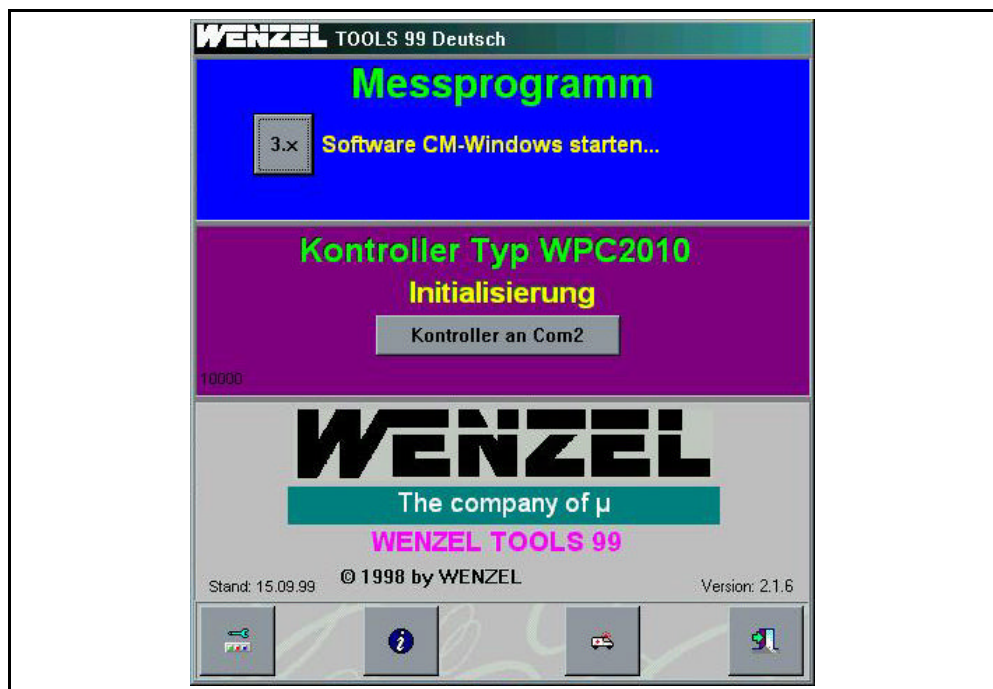 WENZEL TOOLS 99 Deutsch
Messprogramm
3.x Software CM-Windows starten...
Kontroller Typ WPC2010
Initialisierung
Kontroller an Com2
10000
WENZEL
The company of µ
WENZEL TOOLS 99
© 1998 by WENZEL
Stand: 15.09.99 Version: 2.1.6
i